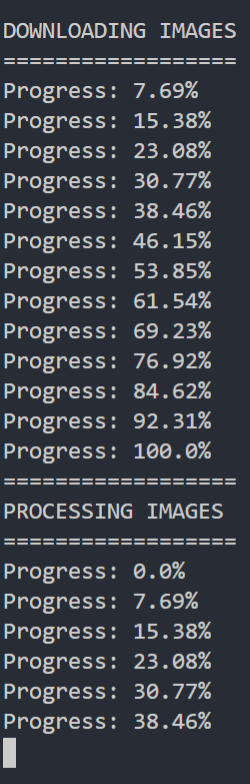 DOWNLOADING IMAGES
==================
Progress: 7.69%
Progress: 15.38%
Progress: 23.08%
Progress: 30.77%
Progress: 38.46%
Progress: 46.15%
Progress: 53.85%
Progress: 61.54%
Progress: 69.23%
Progress: 76.92%
Progress: 84.62%
Progress: 92.31%
Progress: 100.0%
==================
PROCESSING IMAGES
==================
Progress: 0.0%
Progress: 7.69%
Progress: 15.38%
Progress: 23.08%
Progress: 30.77%
Progress: 38.46%